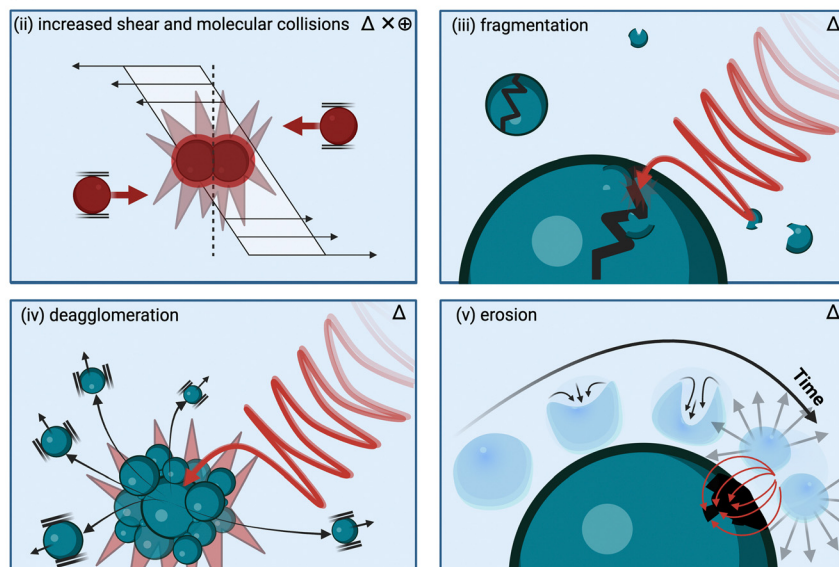 (ii) increased shear and molecular collisions Δ × ⊕
(iii) fragmentation Δ
(iv) deagglomeration Δ
(v) erosion Δ
Time